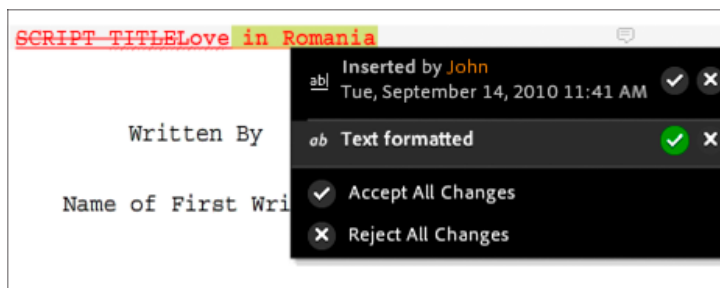 SCRIPT TITLELove in Romania
Inserted by John
Tue, September 14, 2010 11:41 AM
Written By
ab Text formatted
Name of First Wri
Accept All Changes
Reject All Changes